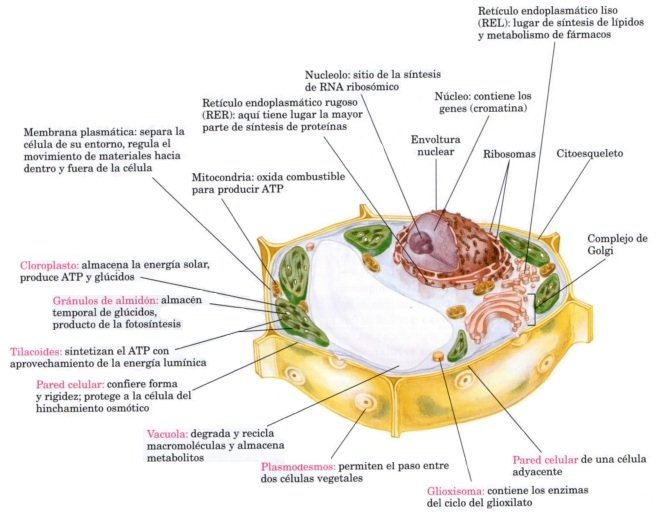 Retículo endoplasmático liso
(REL): lugar de síntesis de lípidos
y metabolismo de fármacos
Nucleolo: sitio de la síntesis
de RNA ribosómico
Núcleo: contiene los
genes (cromatina)
Retículo endoplasmático rugoso
(RER): aquí tiene lugar la mayor
parte de síntesis de proteínas
Membrana plasmática: separa la
célula de su entorno, regula el
movimiento de materiales hacia
dentro y fuera de la célula
Envoltura
nuclear
Ribosomas
Citoesqueleto
Mitocondria: oxida combustible
para producir ATP
Complejo de
Golgi
Cloroplasto: almacena la energía solar,
produce ATP y glúcidos
Gránulos de almidón: almacén
temporal de glúcidos,
producto de la fotosíntesis
Tilacoides: sintetizan el ATP con
aprovechamiento de la energía lumínica
Pared celular: confiere forma
y rigidez; protege a la célula del
hinchamiento osmótico
Vacuola: degrada y recicla
macromoléculas y almacena
metabolitos
Plasmodesmos: permiten el paso entre
dos células vegetales
Pared celular de una célula
adyacente
Glioxisoma: contiene los enzimas
del ciclo del glioxilato